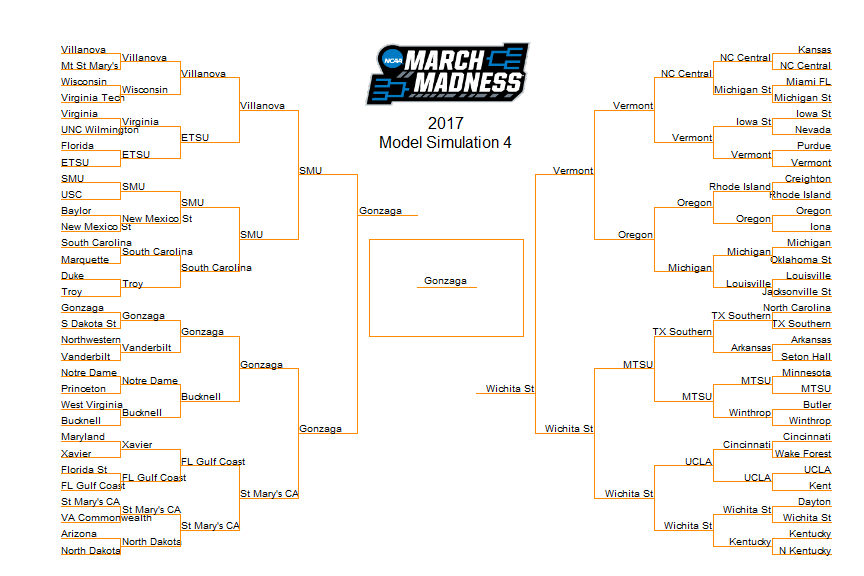 NCAA
MARCH
MADNESS
2017
Model Simulation 4
Villanova
Mt St Mary's
Wisconsin
Virginia Tech
Virginia
UNC Wilmington
Florida
ETSU
SMU
USC
Baylor
New Mexico St
South Carolina
Marquette
Duke
Troy
Gonzaga
S Dakota St
Northwestern
Vanderbilt
Notre Dame
Princeton
West Virginia
Bucknell
Maryland
Xavier
Florida St
FL Gulf Coast
St Mary's CA
VA Commonwealth
Arizona
North Dakota
Villanova
Wisconsin
Virginia
ETSU
SMU
New Mexico St
South Carolina
Troy
Gonzaga
Vanderbilt
Notre Dame
Bucknell
Xavier
FL Gulf Coast
St Mary's CA
North Dakota
Villanova
ETSU
SMU
South Carolina
Gonzaga
Bucknell
FL Gulf Coast
St Mary's CA
Villanova
SMU
Gonzaga
St Mary's CA
SMU
Gonzaga
Gonzaga
Gonzaga
Wichita St
Vermont
Wichita St
Vermont
Oregon
MTSU
Wichita St
NC Central
Vermont
Oregon
Michigan
TX Southern
MTSU
UCLA
Wichita St
NC Central
Michigan St
Iowa St
Vermont
Rhode Island
Oregon
Michigan
Louisville
TX Southern
Arkansas
MTSU
Winthrop
Cincinnati
UCLA
Wichita St
Kentucky
Kansas
NC Central
Miami FL
Michigan St
Iowa St
Nevada
Purdue
Vermont
Creighton
Rhode Island
Oregon
Iona
Michigan
Oklahoma St
Louisville
Jacksonville St
North Carolina
TX Southern
Arkansas
Seton Hall
Minnesota
MTSU
Butler
Winthrop
Cincinnati
Wake Forest
UCLA
Kent
Dayton
Wichita St
Kentucky
N Kentucky